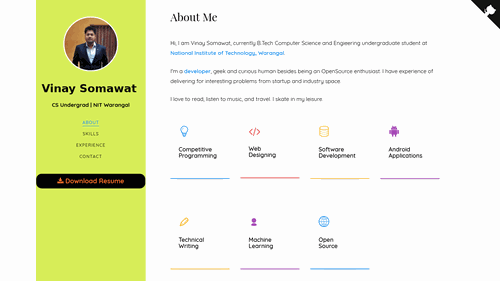 Vinay Somawat
CS Undergrad | NIT Warangal
ABOUT
SKILLS
EXPERIENCE
CONTACT
Download Resume
About Me
Hi, I am Vinay Somawat, currently B.Tech Computer Science and Engieering undergraduate student at
National Institute of Technology, Warangal.
I'm a developer, geek and curious human besides being an OpenSource enthusiast. I have experience of
delivering for interesting problems from startup and industry space.
I love to read, listen to music, and travel. I skate in my leisure.
Competitive
Programming
Web
Designing
Software
Development
Android
Applications
Technical
Writing
Machine
Learning
Open
Source